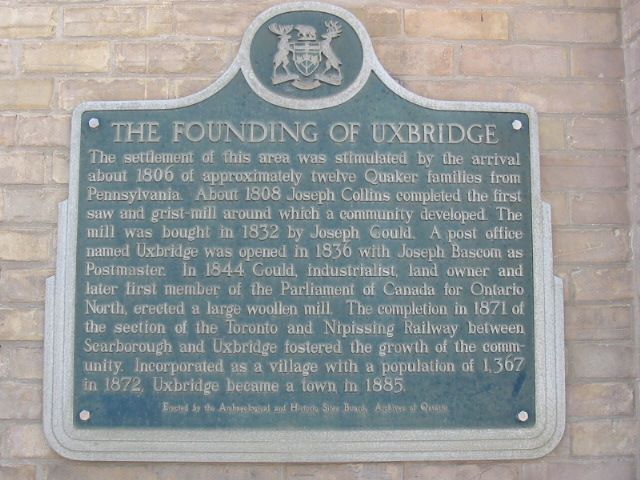 THE FOUNDING OF UXBRIDGE
The settlement of this area was stimulated by the arrival
about 1806 of approximately twelve Quaker families from
Pennsylvania. About 1808 Joseph Collins completed the first
saw and grist-mill around which a community developed. The
mill was bought in 1832 by Joseph Gould. A post office
named Uxbridge was opened in 1836 with Joseph Bascom as
Postmaster. In 1844 Gould, industrialist, land owner and
later first member of the Parliament of Canada for Ontario
North, erected a large woollen mill. The completion in 1871 of
the section of the Toronto and Nipissing Railway between
Scarborough and Uxbridge fostered the growth of the comm-
unity. Incorporated as a village with a population of 1,367
in 1872, Uxbridge became a town in 1885.
Erected by the Archaeological and Historic Sites Board, Archives of Ontario